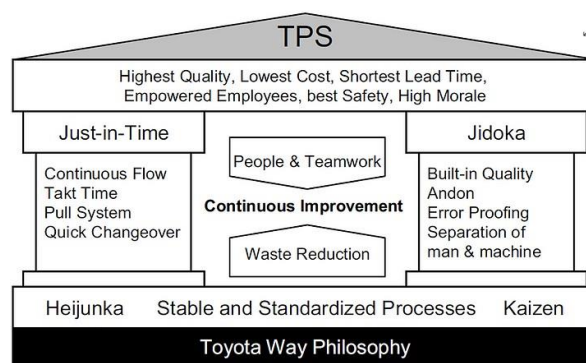 TPS
Highest Quality, Lowest Cost, Shortest Lead Time,
Empowered Employees, best Safety, High Morale
Just-in-Time
Continuous Flow
Takt Time
Pull System
Quick Changeover
People & Teamwork
Continuous Improvement
Waste Reduction
Jidoka
Built-in Quality
Andon
Error Proofing
Separation of
man & machine
Heijunka Stable and Standardized Processes Kaizen
Toyota Way Philosophy